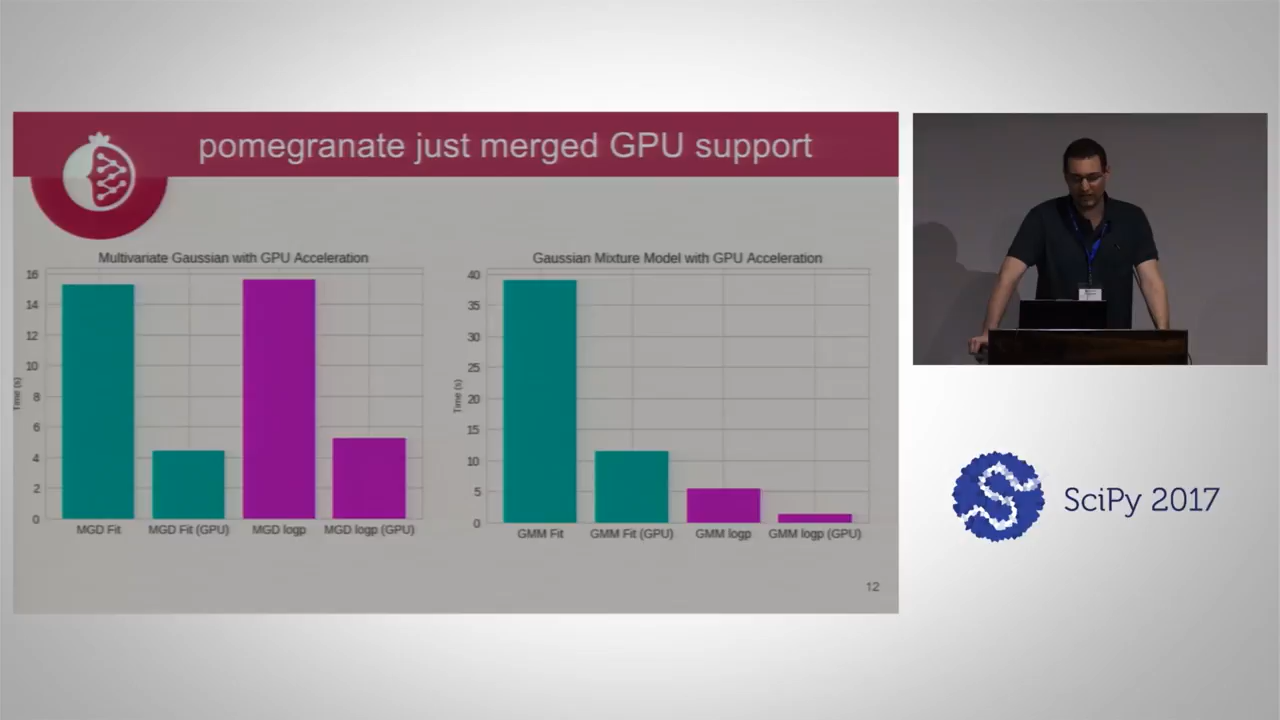 pomegranate just merged GPU support
Multivariate Gaussian with GPU Acceleration
16
14
12
10
8
6
4
2
0
Time (s)
MGD Fit
MGD Fit (GPU)
MGD logp
MGD logp (GPU)
Gaussian Mixture Model with GPU Acceleration
40
35
30
25
20
15
10
5
0
Time (s)
GMM Fit
GMM Fit (GPU)
GMM logp
GMM logp (GPU)
12
SciPy 2017